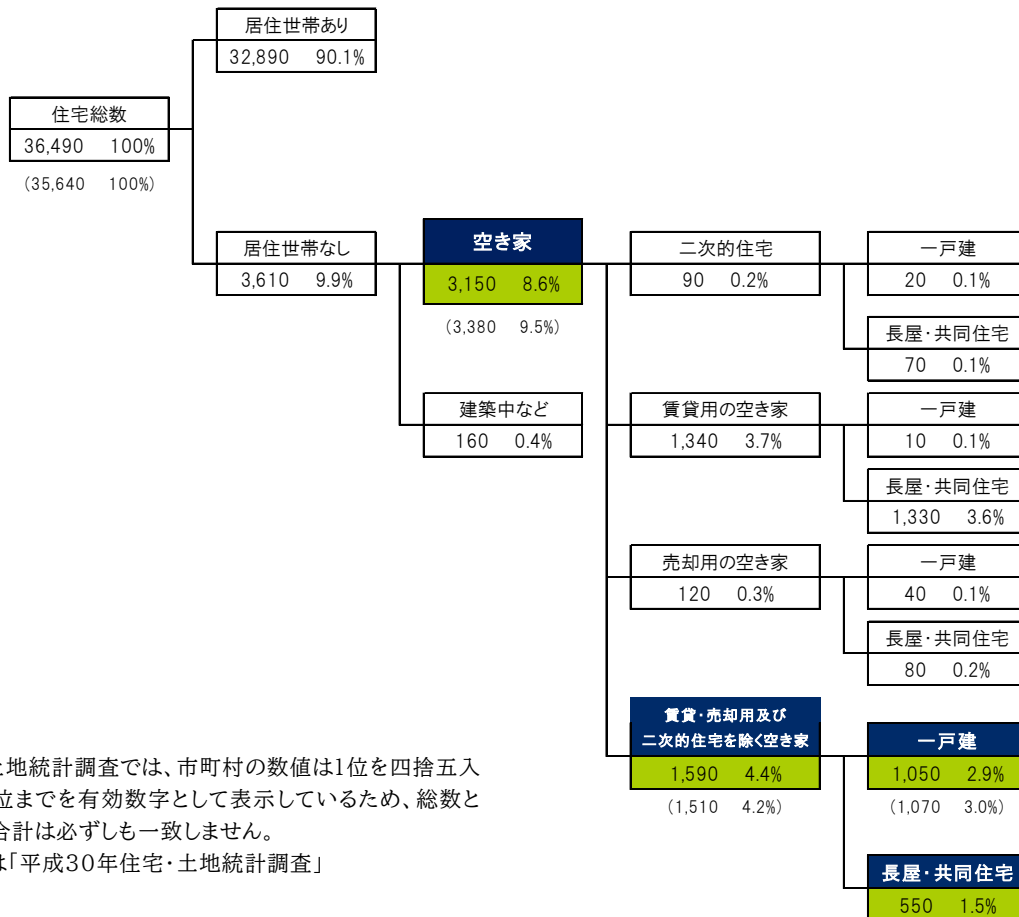 居住世帯あり
32,890 90.1%
住宅総数
36,490 100%
(35,640 100%)
居住世帯なし
3,610 9.9%
空き家
3,150 8.6%
(3,380 9.5%)
建築中など
160 0.4%
二次的住宅
90 0.2%
一戸建
20 0.1%
長屋・共同住宅
70 0.1%
賃貸用の空き家
1,340 3.7%
一戸建
10 0.1%
長屋・共同住宅
1,330 3.6%
売却用の空き家
120 0.3%
一戸建
40 0.1%
長屋・共同住宅
80 0.2%
賃貸・売却用及び
二次的住宅を除く空き家
1,590 4.4%
(1,510 4.2%)
一戸建
1,050 2.9%
(1,070 3.0%)
長屋・共同住宅
550 1.5%
地統計調査では、市町村の数値は1位を四捨五入
位までを有効数字として表示しているため、総数と
合計は必ずしも一致しません。
は「平成30年住宅・土地統計調査」